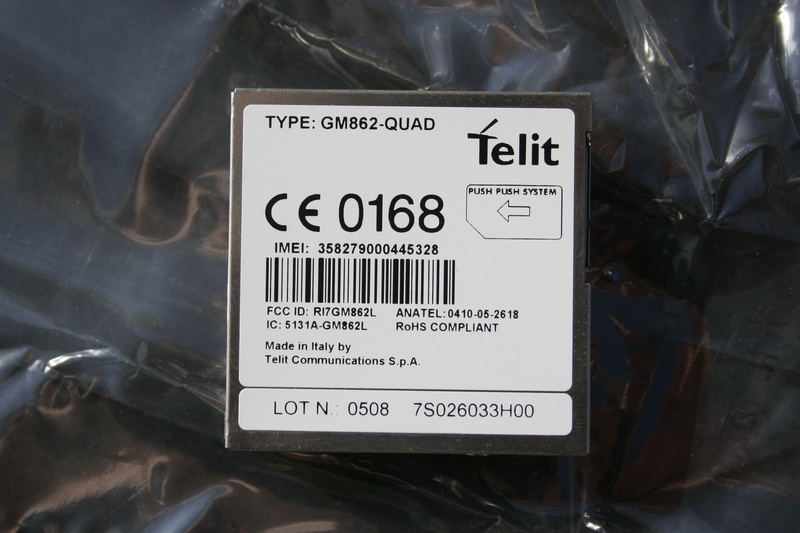 TYPE: GM862-QUAD
Telit
CE 0168
PUSH PUSH SYSTEM
IMEI: 358279000445328
FCC ID: RI7GM862L ANATEL: 0410-05-2618
IC: 5131A-GM862L RoHS COMPLIANT
Made in Italy by
Telit Communications S.p.A.
LOT N.: 0508 7S026033H00